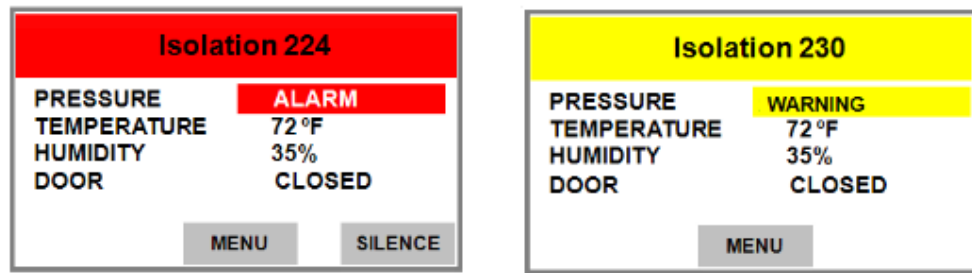 Isolation 224
PRESSURE ALARM
TEMPERATURE 72 ºF
HUMIDITY 35%
DOOR CLOSED
MENU SILENCE
Isolation 230
PRESSURE WARNING
TEMPERATURE 72 ºF
HUMIDITY 35%
DOOR CLOSED
MENU